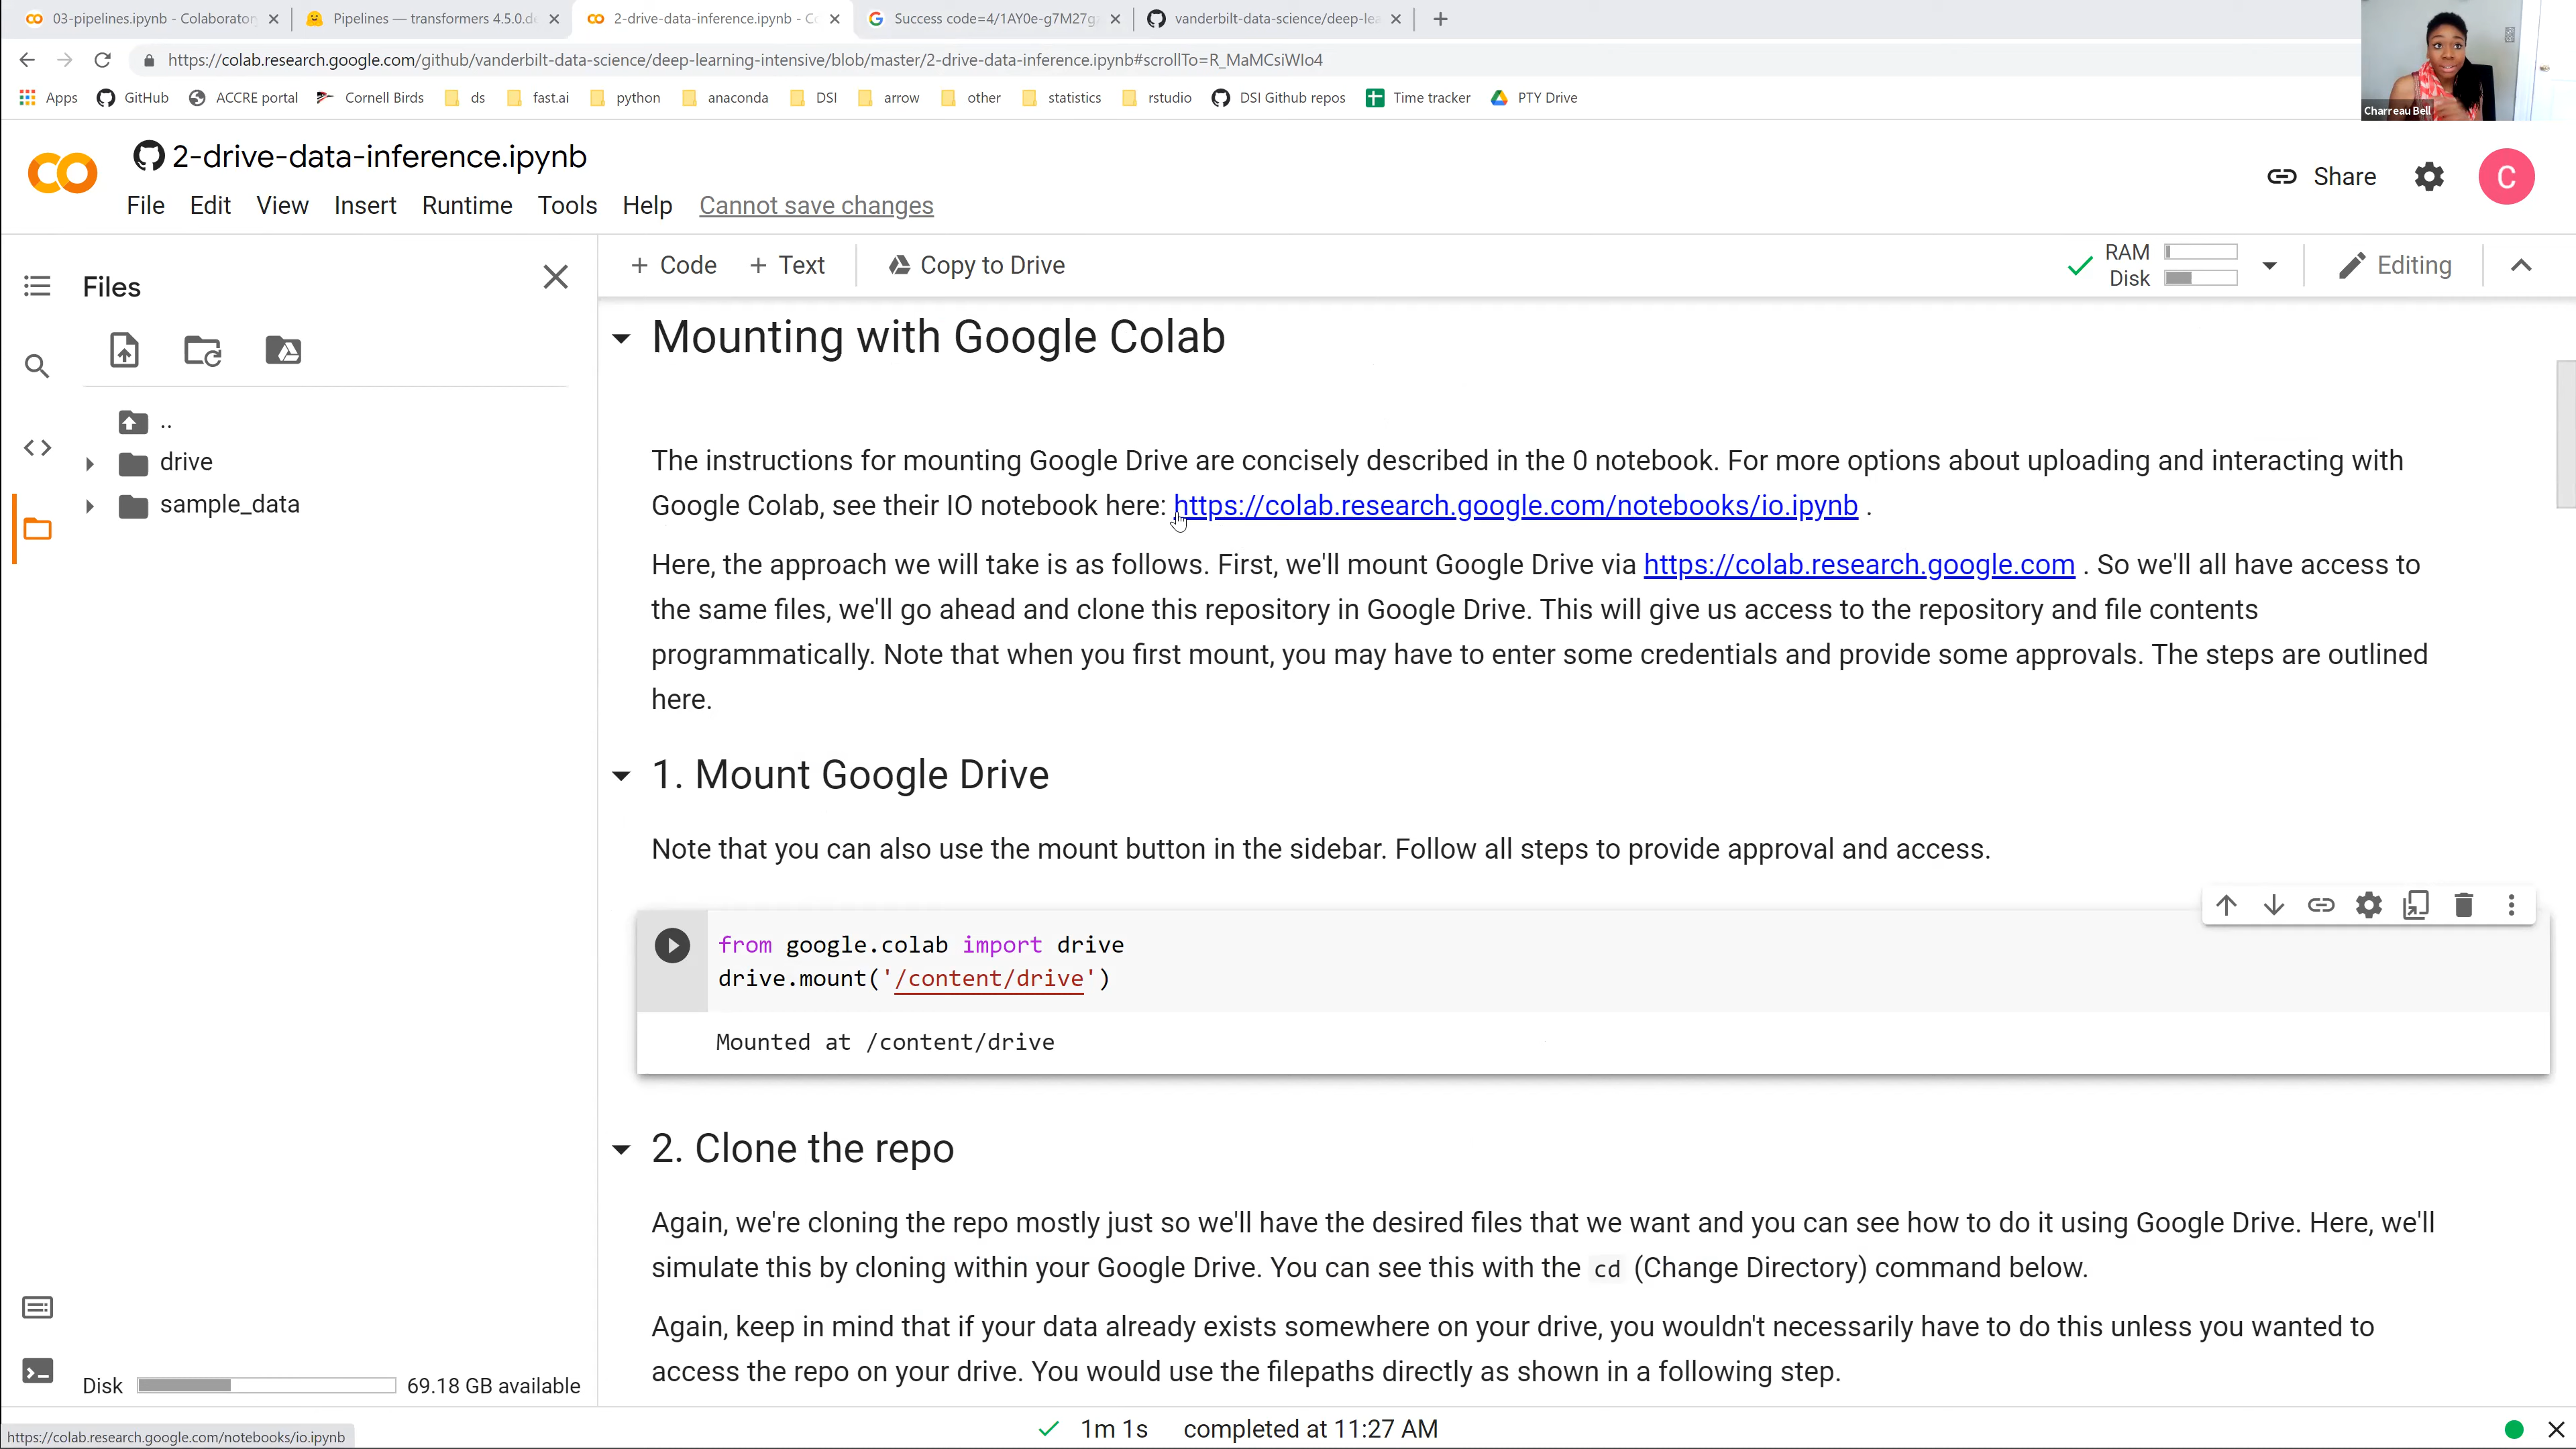 03-pipelines.ipynb - Colaborator
Pipelines — transformers 4.5.0.d
2-drive-data-inference.ipynb - C
Success code=4/1AY0e-g7M27g
vanderbilt-data-science/deep-le
https://colab.research.google.com/github/vanderbilt-data-science/deep-learning-intensive/blob/master/2-drive-data-inference.ipynb#scrollTo=R_MaMCsiWIo4
Apps GitHub ACCRE portal Cornell Birds ds fast.ai python anaconda DSI arrow other statistics rstudio DSI Github repos Time tracker PTY Drive
Charreau Bell
2-drive-data-inference.ipynb
Share
C
File Edit View Insert Runtime Tools Help Cannot save changes
Files
+ Code + Text Copy to Drive
RAM
Disk
Editing
..
drive
sample_data
Mounting with Google Colab
The instructions for mounting Google Drive are concisely described in the 0 notebook. For more options about uploading and interacting with
Google Colab, see their IO notebook here: https://colab.research.google.com/notebooks/io.ipynb .
Here, the approach we will take is as follows. First, we'll mount Google Drive via https://colab.research.google.com . So we'll all have access to
the same files, we'll go ahead and clone this repository in Google Drive. This will give us access to the repository and file contents
programmatically. Note that when you first mount, you may have to enter some credentials and provide some approvals. The steps are outlined
here.
1. Mount Google Drive
Note that you can also use the mount button in the sidebar. Follow all steps to provide approval and access.
from google.colab import drive
drive.mount('/content/drive')
Mounted at /content/drive
2. Clone the repo
Again, we're cloning the repo mostly just so we'll have the desired files that we want and you can see how to do it using Google Drive. Here, we'll
simulate this by cloning within your Google Drive. You can see this with the cd (Change Directory) command below.
Again, keep in mind that if your data already exists somewhere on your drive, you wouldn't necessarily have to do this unless you wanted to
access the repo on your drive. You would use the filepaths directly as shown in a following step.
Disk 69.18 GB available
1m 1s completed at 11:27 AM
https://colab.research.google.com/notebooks/io.ipynb